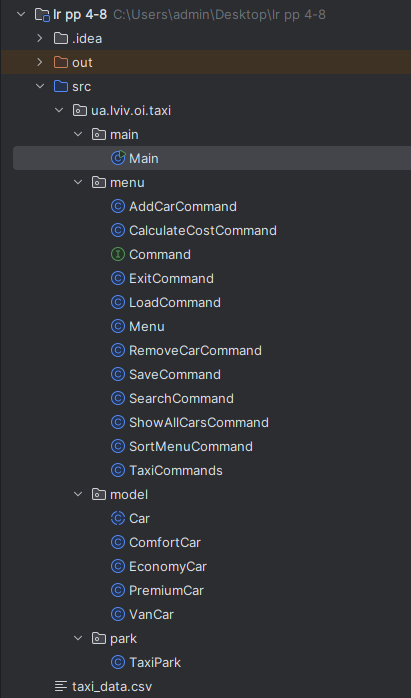 lr pp 4-8 C:\Users\admin\Desktop\lr pp 4-8
.idea
out
src
ua.lviv.oi.taxi
main
Main
menu
AddCarCommand
CalculateCostCommand
Command
ExitCommand
LoadCommand
Menu
RemoveCarCommand
SaveCommand
SearchCommand
ShowAllCarsCommand
SortMenuCommand
TaxiCommands
model
Car
ComfortCar
EconomyCar
PremiumCar
VanCar
park
TaxiPark
taxi_data.csv